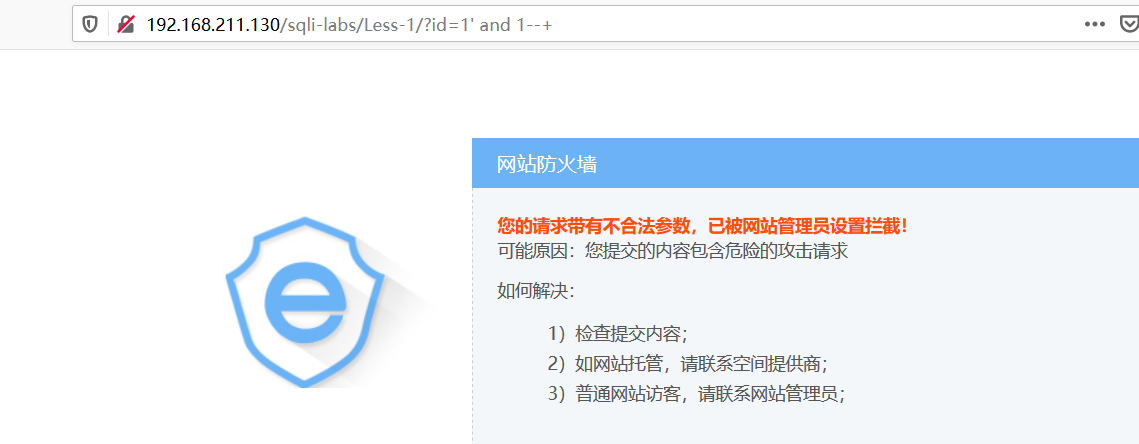 192.168.211.130/sqli-labs/Less-1/?id=1' and 1--+
网站防火墙
您的请求带有不合法参数，已被网站管理员设置拦截！
可能原因：您提交的内容包含危险的攻击请求
如何解决：
1）检查提交内容；
2）如网站托管，请联系空间提供商；
3）普通网站访客，请联系网站管理员；